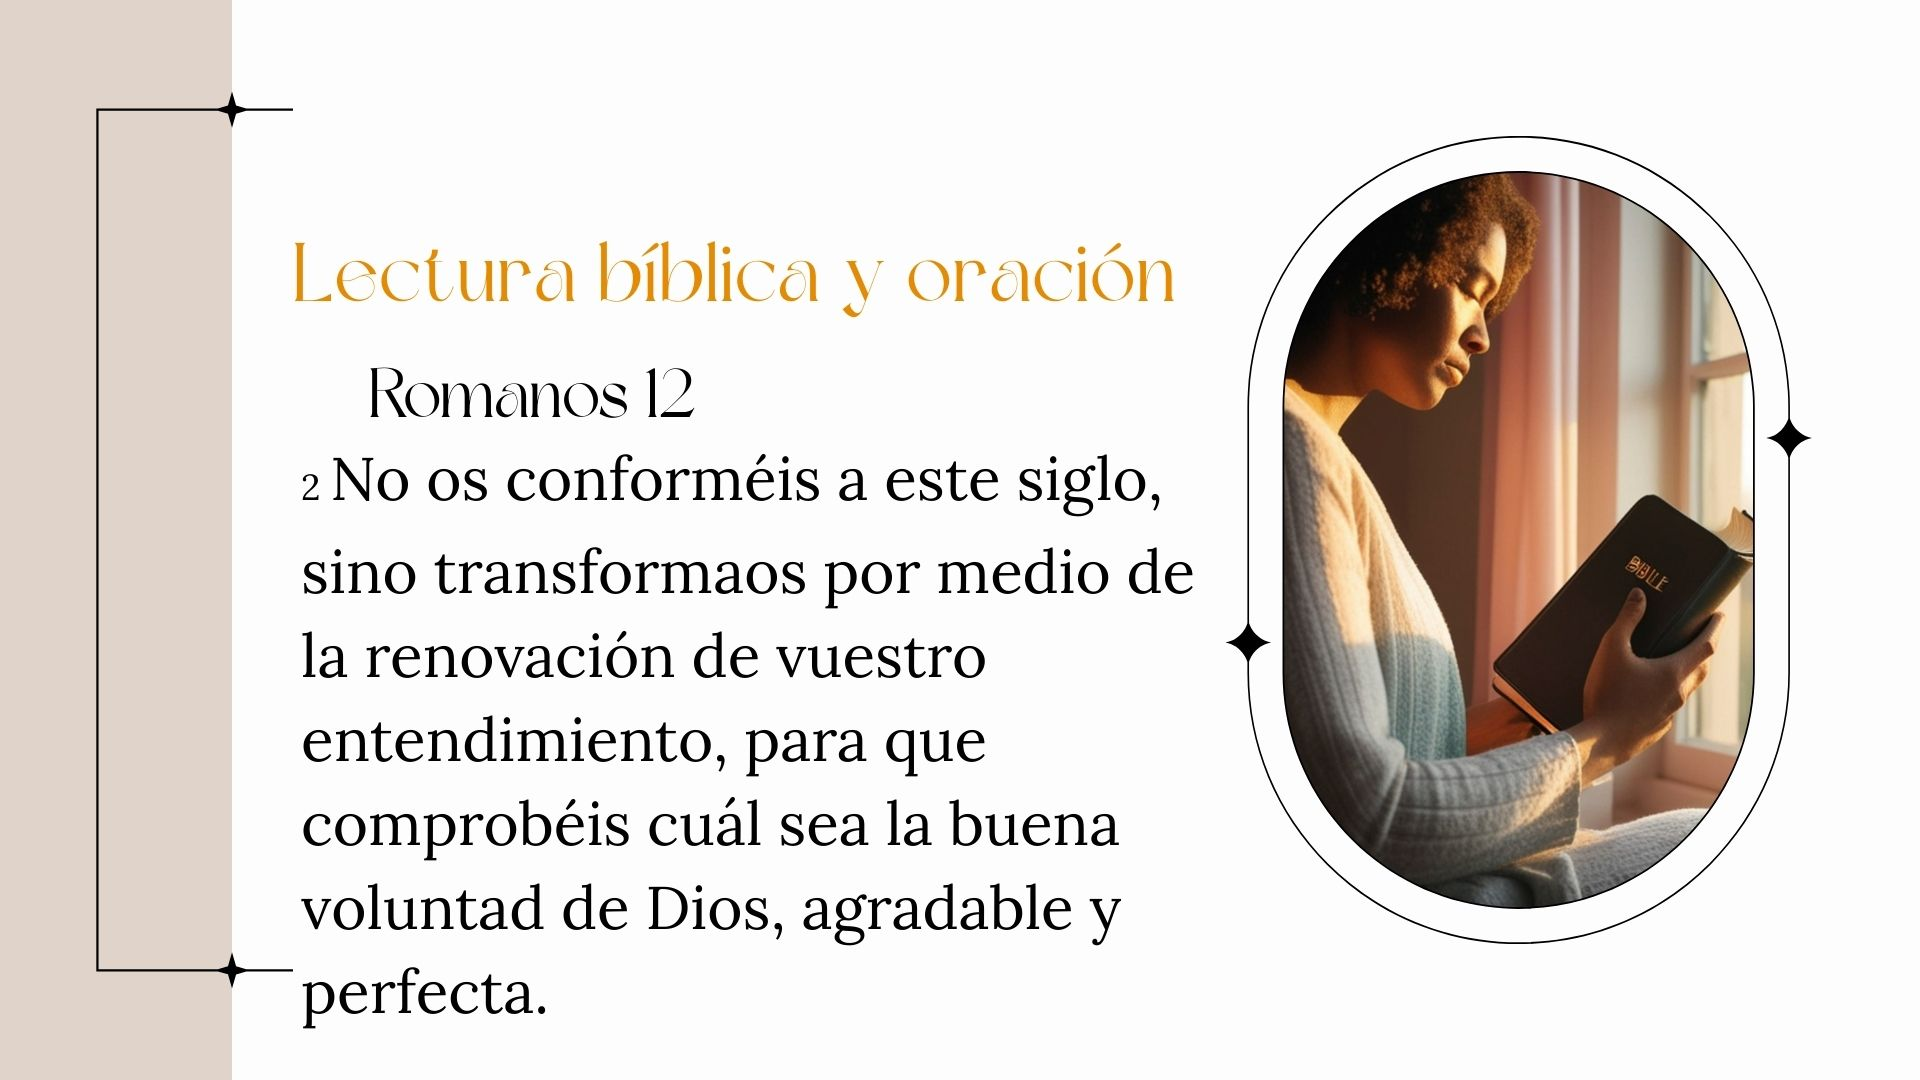 Lectura bíblica y oración
Romanos 12
2 No os conforméis a este siglo,
sino transformaos por medio de
la renovación de vuestro
entendimiento, para que
comprobéis cuál sea la buena
voluntad de Dios, agradable y
perfecta.
BIBLE